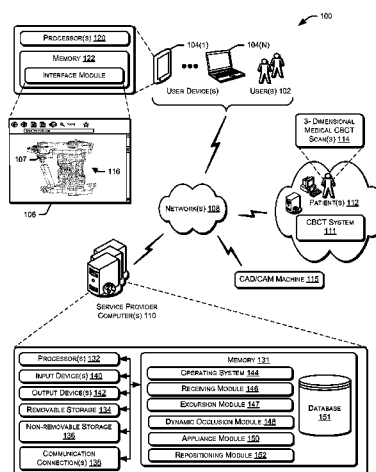 100
PROCESSOR(S) 120
MEMORY 122
INTERFACE MODULE
104(1)
104(N)
USER DEVICE(S)
USER(S) 102
107
116
106
3- DIMENSIONAL
MEDICAL CBCT
SCAN(S) 114
PATIENT(S) 112
CBCT SYSTEM
111
NETWORK(S) 108
CAD/CAM MACHINE 115
SERVICE PROVIDER
COMPUTER(S) 110
PROCESSOR(S) 132
INPUT DEVICE(S) 140
OUTPUT DEVICE(S) 142
REMOVABLE STORAGE 134
NON-REMOVABLE STORAGE
136
COMMUNICATION
CONNECTION(S) 138
MEMORY 131
OPERATING SYSTEM 144
RECEIVING MODULE 146
EXCURSION MODULE 147
DYNAMIC OCCLUSION MODULE 148
APPLIANCE MODULE 150
REPOSITIONING MODULE 152
DATABASE
151